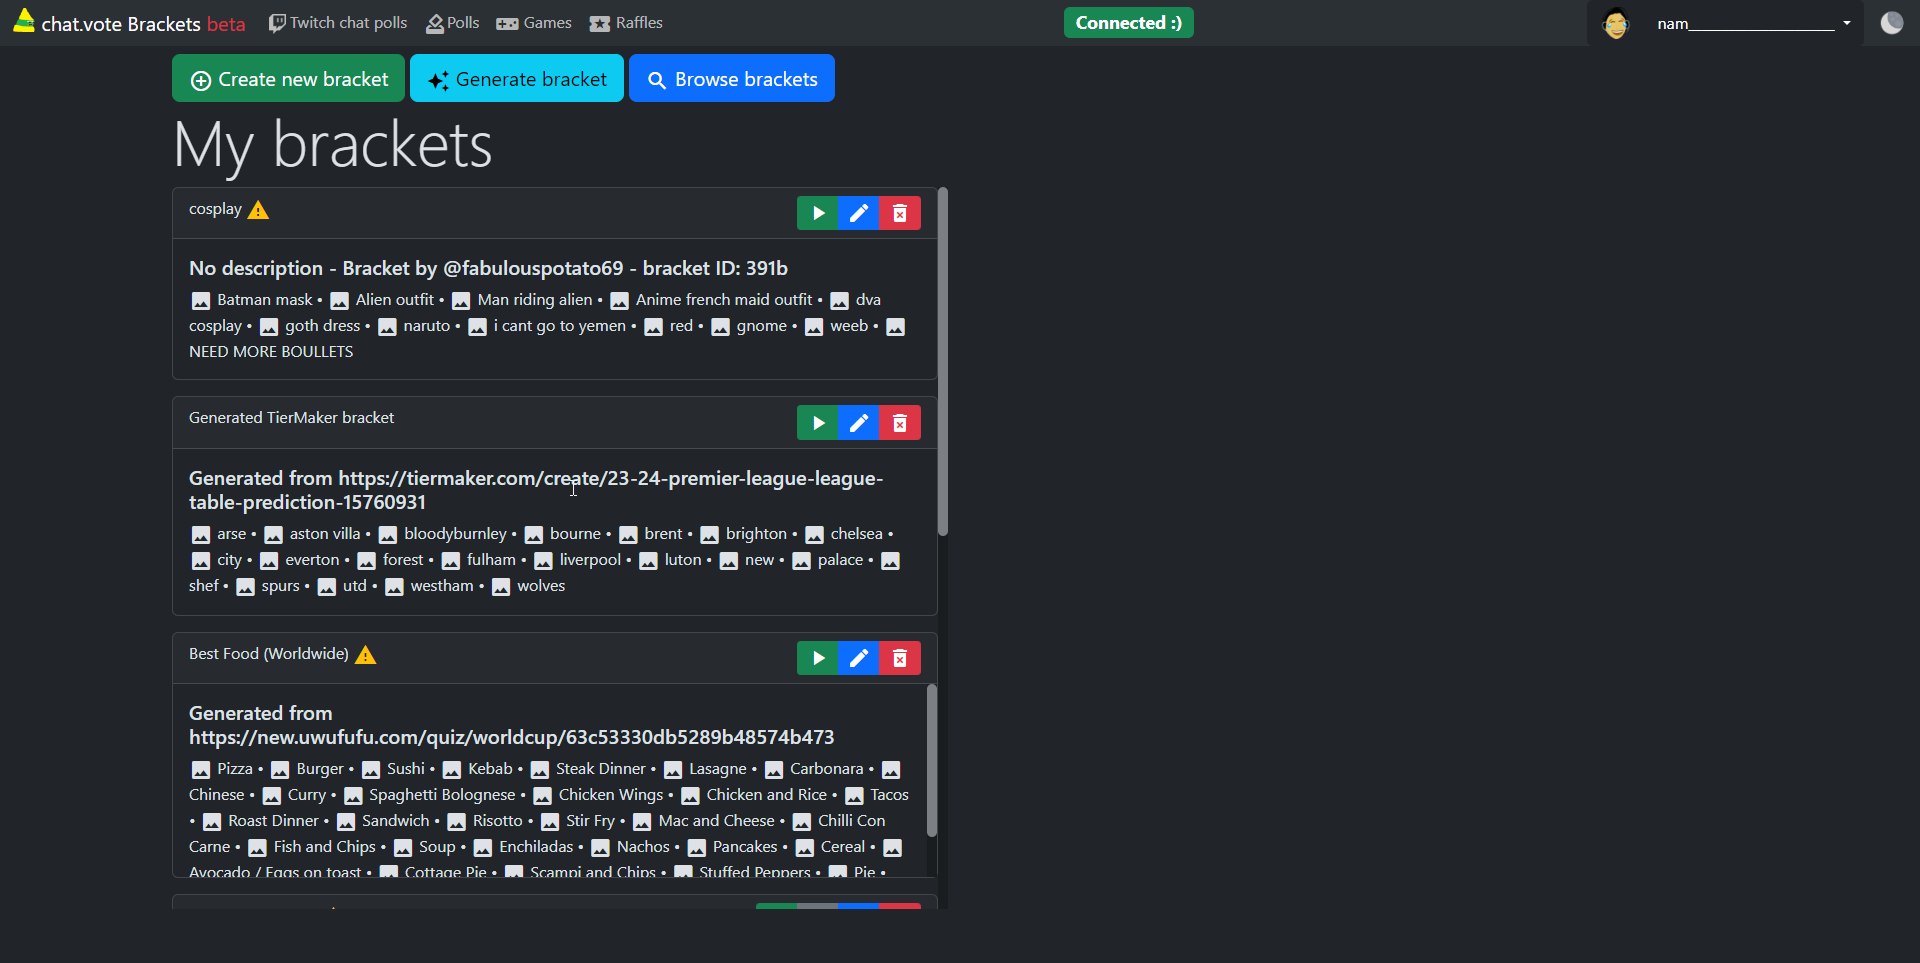 chat.vote Brackets beta Twitch chat polls Polls Games Raffles Connected :) nam____________________
Create new bracket Generate bracket Browse brackets
My brackets
cosplay
No description - Bracket by @fabulouspotato69 - bracket ID: 391b
Batman mask • Alien outfit • Man riding alien • Anime french maid outfit • dva
cosplay • goth dress • naruto • i cant go to yemen • red • gnome • weeb •
NEED MORE BOULLETS
Generated TierMaker bracket
Generated from https://tiermaker.com/create/23-24-premier-league-league-
table-prediction-15760931
arse • aston villa • bloodyburnley • bourne • brent • brighton • chelsea •
city • everton • forest • fulham • liverpool • luton • new • palace •
shef • spurs • utd • westham • wolves
Best Food (Worldwide)
Generated from
https://new.uwufufu.com/quiz/worldcup/63c53330db5289b48574b473
Pizza • Burger • Sushi • Kebab • Steak Dinner • Lasagne • Carbonara •
Chinese • Curry • Spaghetti Bolognese • Chicken Wings • Chicken and Rice • Tacos
• Roast Dinner • Sandwich • Risotto • Stir Fry • Mac and Cheese • Chilli Con
Carne • Fish and Chips • Soup • Enchiladas • Nachos • Pancakes • Cereal •
Avocado / Eggs on toast • Cottage Pie • Scampi and Chips • Stuffed Peppers • Pie •